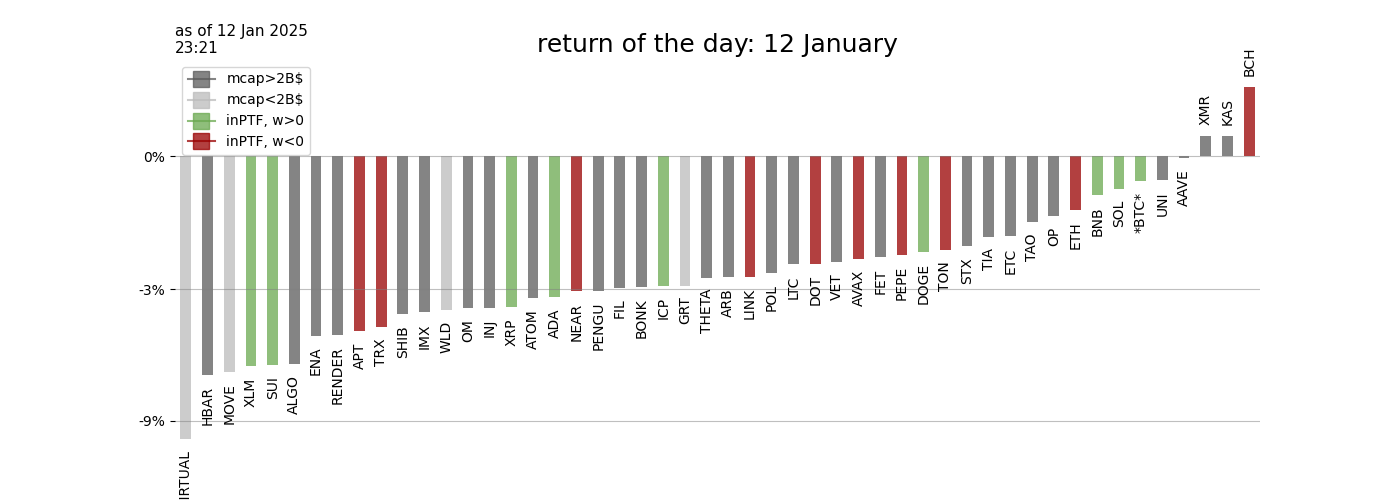 as of 12 Jan 2025
23:21
return of the day: 12 January
mcap>2B$
mcap<2B$
inPTF, w>0
inPTF, w<0
0%
-3%
-9%
IRTUAL
HBAR
MOVE
XLM
SUI
ALGO
ENA
RENDER
APT
TRX
SHIB
IMX
WLD
OM
INJ
XRP
ATOM
ADA
NEAR
PENGU
FIL
BONK
ICP
GRT
THETA
ARB
LINK
POL
LTC
DOT
VET
AVAX
FET
PEPE
DOGE
TON
STX
TIA
ETC
TAO
OP
ETH
BNB
SOL
*BTC*
UNI
AAVE
XMR
KAS
BCH